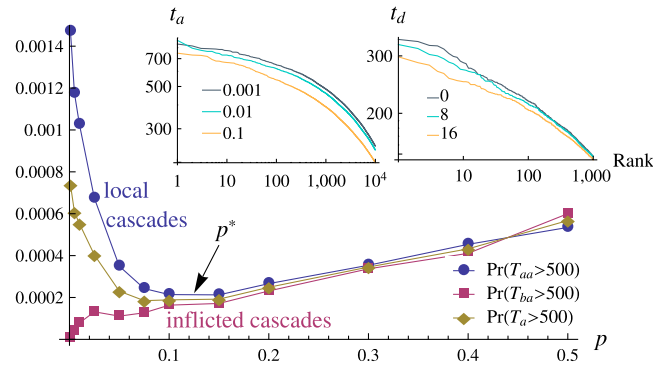 t_a
t_d
0.0014
0.0012
0.001
0.0008
0.0006
0.0004
0.0002
700
500
300
0.001
0.01
0.1
1
10
100
1,000
10^4
300
200
0
8
16
10
100
1,000
Rank
local
cascades
p*
inflicted cascades
Pr(T_aa>500)
Pr(T_ba>500)
Pr(T_a>500)
0.1
0.2
0.3
0.4
0.5
p